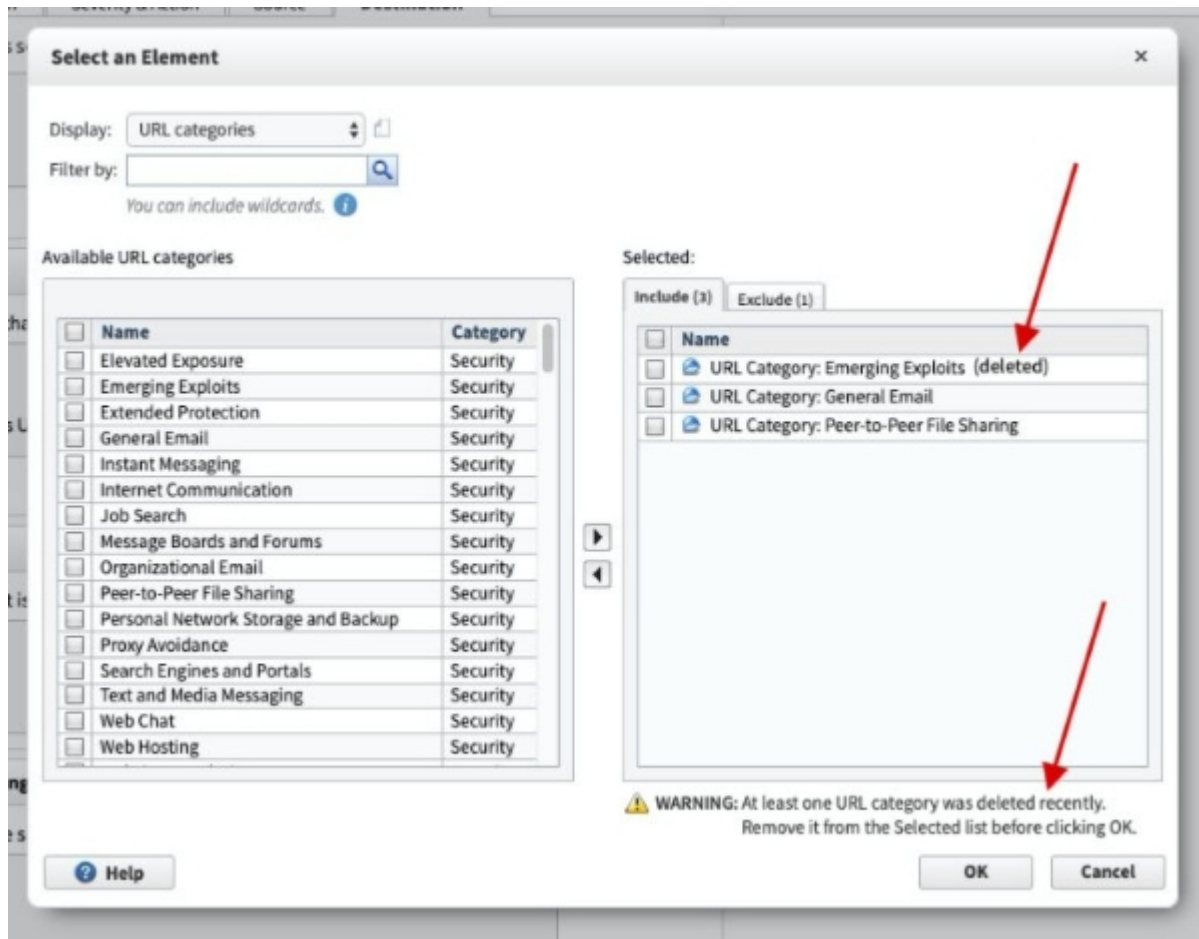 Severity & Action Source Destination
Select an Element
×
Display: URL categories
Filter by:
You can include wildcards.
Available URL categories
Name Category
Elevated Exposure Security
Emerging Exploits Security
Extended Protection Security
General Email Security
Instant Messaging Security
Internet Communication Security
Job Search Security
Message Boards and Forums Security
Organizational Email Security
Peer-to-Peer File Sharing Security
Personal Network Storage and Backup Security
Proxy Avoidance Security
Search Engines and Portals Security
Text and Media Messaging Security
Web Chat Security
Web Hosting Security
Selected:
Include (3) Exclude (1)
Name
URL Category: Emerging Exploits (deleted)
URL Category: General Email
URL Category: Peer-to-Peer File Sharing
WARNING: At least one URL category was deleted recently.
Remove it from the Selected list before clicking OK.
Help
OK Cancel